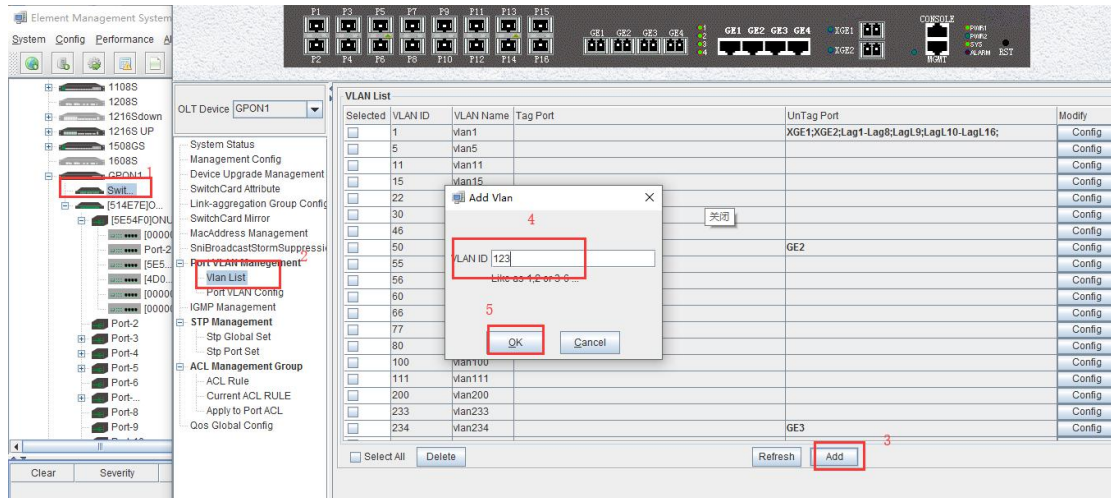 Element Management System
System Config Performance Al
P1 P3 P5 P7 P9 P11 P13 P15
P2 P4 P6 P8 P10 P12 P14 P16
GE1 GE2 GE3 GE4
1
2
3
4
GE1 GE2 GE3 GE4
XGE1
XGE2
CONSOLE
MGMT
PWR1
PWR2
SYS
ALARM
RST
1108S
1208S
1216Sdown
1216S UP
1508GS
1608S
GPON1
1
Swit...
[514E7E]O...
[5E54F0]ONU
[0000
Port-2
[5E5...
[4D0...
[0000
[0000
Port-2
Port-3
Port-4
Port-5
Port-6
Port-...
Port-8
Port-9
Clear Severity
OLT Device GPON1
System Status
Management Config
Device Upgrade Management
SwitchCard Attribute
Link-aggregation Group Config
SwitchCard Mirror
MacAddress Management
SniBroadcastStormSuppressi
2
Port VLAN Management
Vlan List
Port VLAN Config
IGMP Management
STP Management
Stp Global Set
Stp Port Set
ACL Management Group
ACL Rule
Current ACL RULE
Apply to Port ACL
Qos Global Config
VLAN List
Selected VLAN ID VLAN Name Tag Port UnTag Port Modify
1 vlan1 XGE1;XGE2;Lag1-Lag8;LagL9;LagL10-LagL16; Config
5 vlan5 Config
11 vlan11 Config
15 vlan15 Config
22 Config
30 Config
46 Config
50 GE2 Config
55 Config
56 Config
60 Config
66 Config
77 Config
80 Config
100 vlan100 Config
111 vlan111 Config
200 vlan200 Config
233 vlan233 Config
234 vlan234 GE3 Config
Add Vlan
4
VLAN ID 123
Like as 1,2 or 3-6 ...
5
OK Cancel
关闭
3
Select All Delete Refresh Add